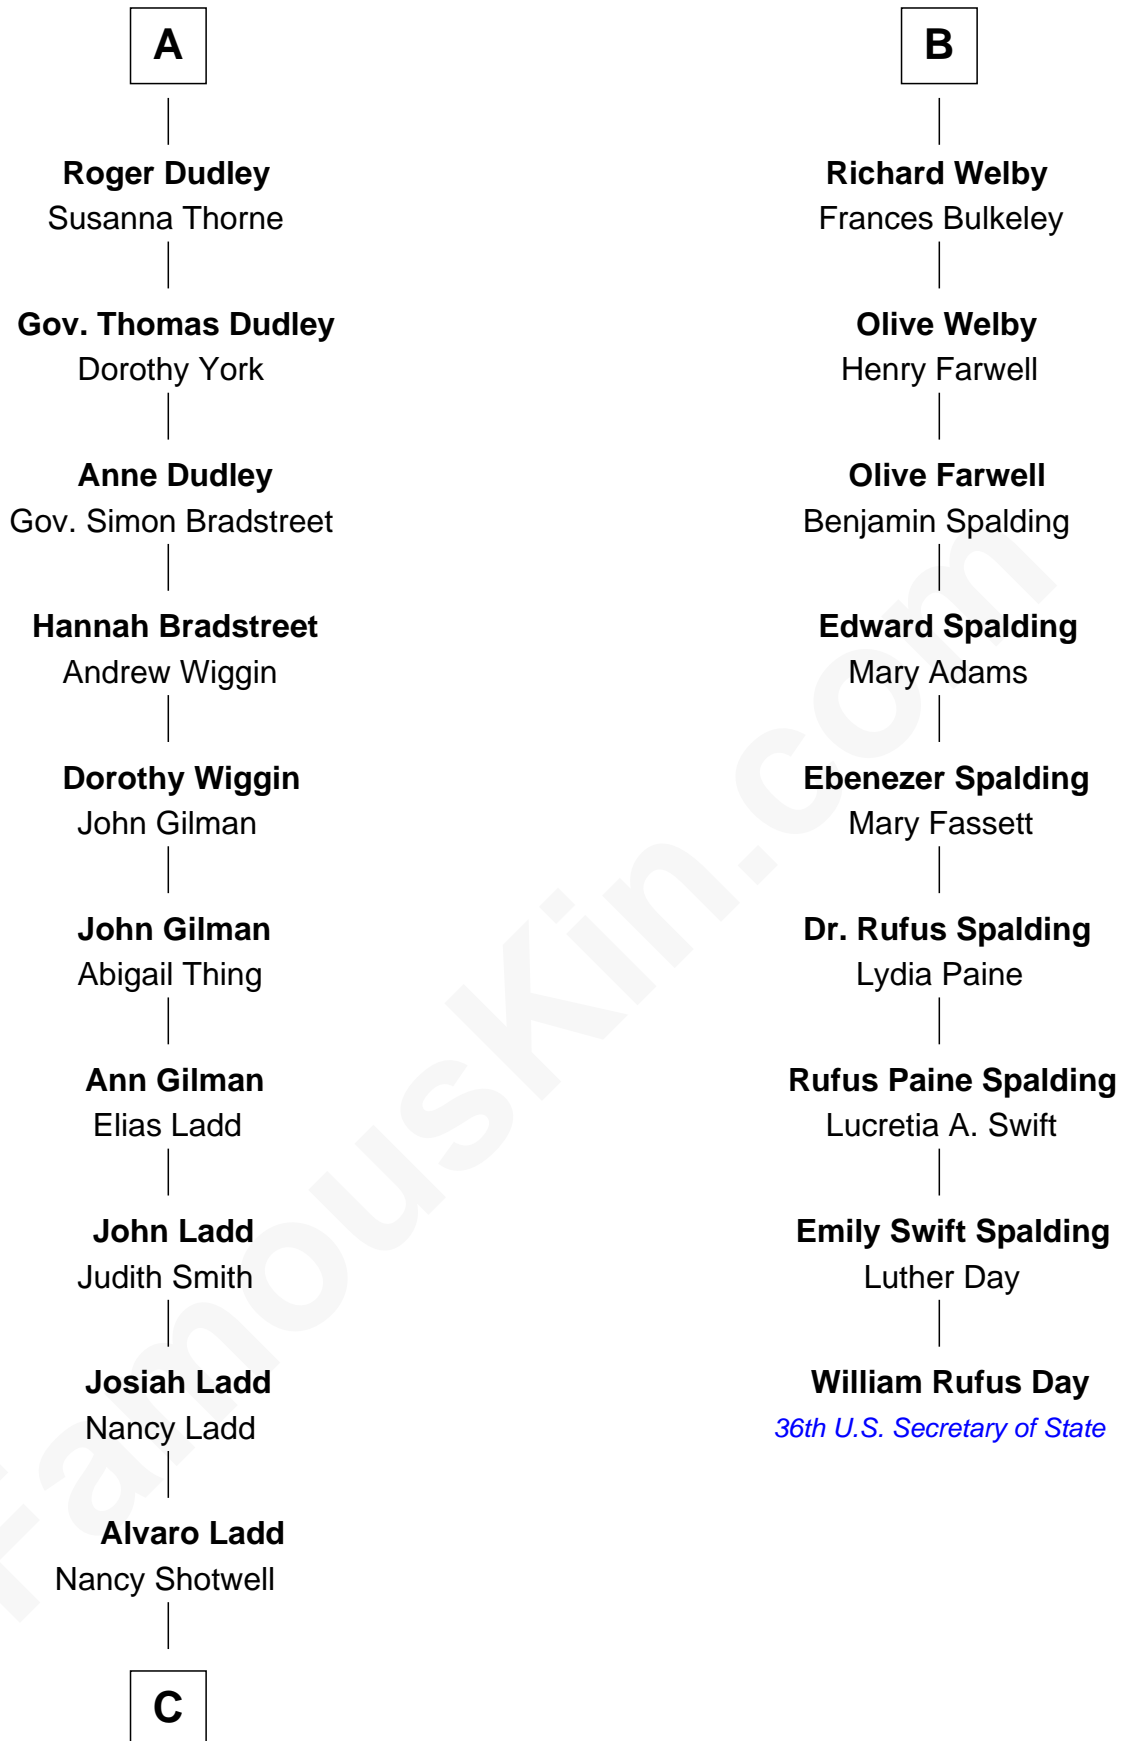 A
Roger Dudley
Susanna Thorne
Gov. Thomas Dudley
Dorothy York
Anne Dudley
Gov. Simon Bradstreet
Hannah Bradstreet
Andrew Wiggin
Dorothy Wiggin
John Gilman
John Gilman
Abigail Thing
Ann Gilman
Elias Ladd
John Ladd
Judith Smith
Josiah Ladd
Nancy Ladd
Alvaro Ladd
Nancy Shotwell
C
B
Richard Welby
Frances Bulkeley
Olive Welby
Henry Farwell
Olive Farwell
Benjamin Spalding
Edward Spalding
Mary Adams
Ebenezer Spalding
Mary Fassett
Dr. Rufus Spalding
Lydia Paine
Rufus Paine Spalding
Lucretia A. Swift
Emily Swift Spalding
Luther Day
William Rufus Day
36th U.S. Secretary of State
FamousKin.com